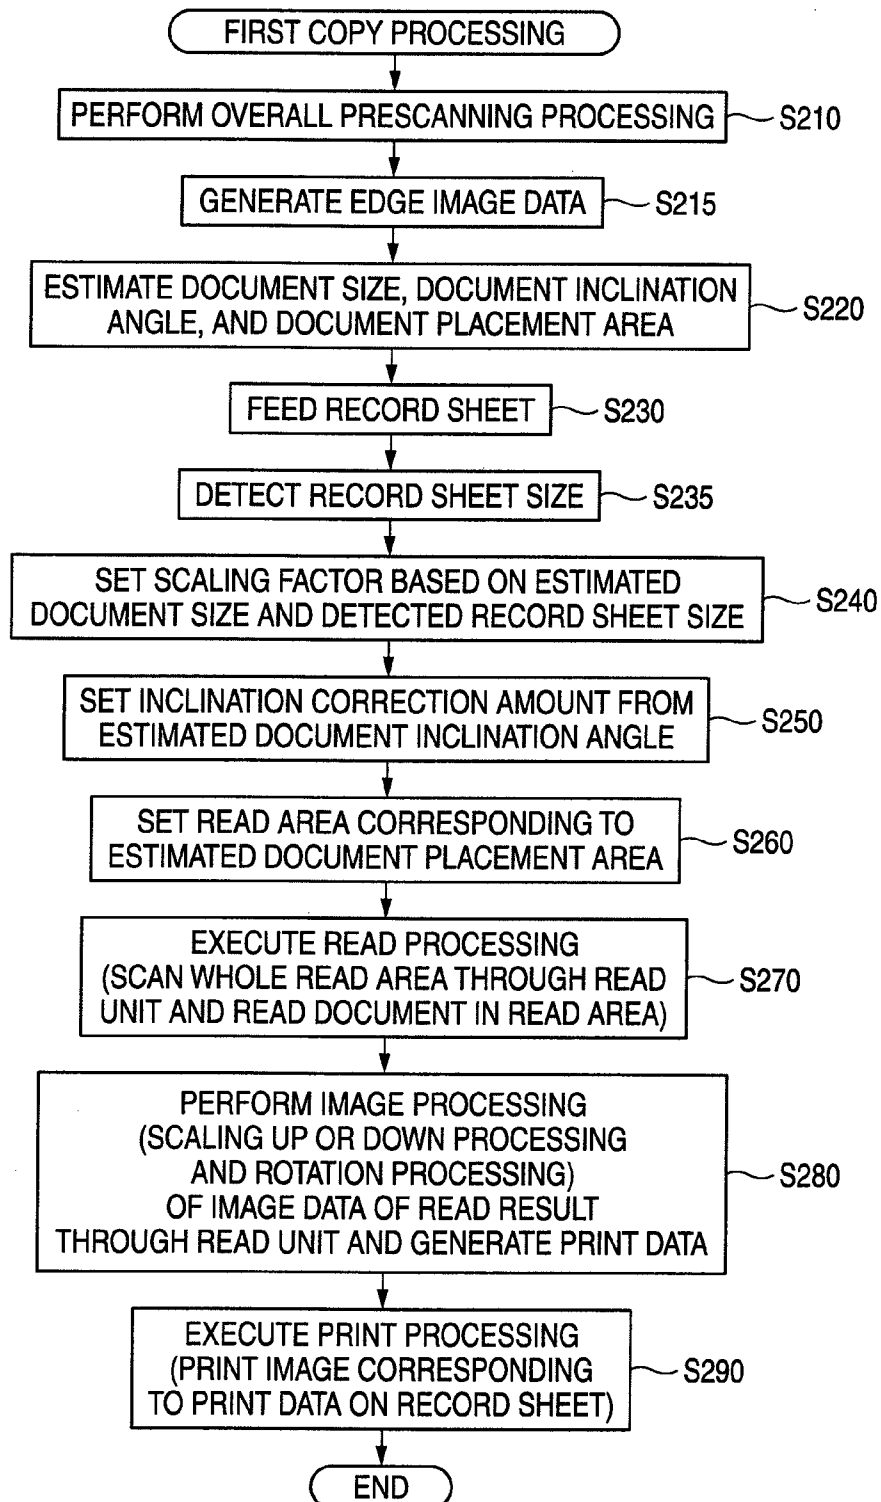 FIRST COPY PROCESSING
PERFORM OVERALL PRESCANNING PROCESSING
S210
GENERATE EDGE IMAGE DATA
S215
ESTIMATE DOCUMENT SIZE, DOCUMENT INCLINATION
ANGLE, AND DOCUMENT PLACEMENT AREA
S220
FEED RECORD SHEET
S230
DETECT RECORD SHEET SIZE
S235
SET SCALING FACTOR BASED ON ESTIMATED
DOCUMENT SIZE AND DETECTED RECORD SHEET SIZE
S240
SET INCLINATION CORRECTION AMOUNT FROM
ESTIMATED DOCUMENT INCLINATION ANGLE
S250
SET READ AREA CORRESPONDING TO
ESTIMATED DOCUMENT PLACEMENT AREA
S260
EXECUTE READ PROCESSING
(SCAN WHOLE READ AREA THROUGH READ
UNIT AND READ DOCUMENT IN READ AREA)
S270
PERFORM IMAGE PROCESSING
(SCALING UP OR DOWN PROCESSING
AND ROTATION PROCESSING)
OF IMAGE DATA OF READ RESULT
THROUGH READ UNIT AND GENERATE PRINT DATA
S280
EXECUTE PRINT PROCESSING
(PRINT IMAGE CORRESPONDING
TO PRINT DATA ON RECORD SHEET)
S290
END